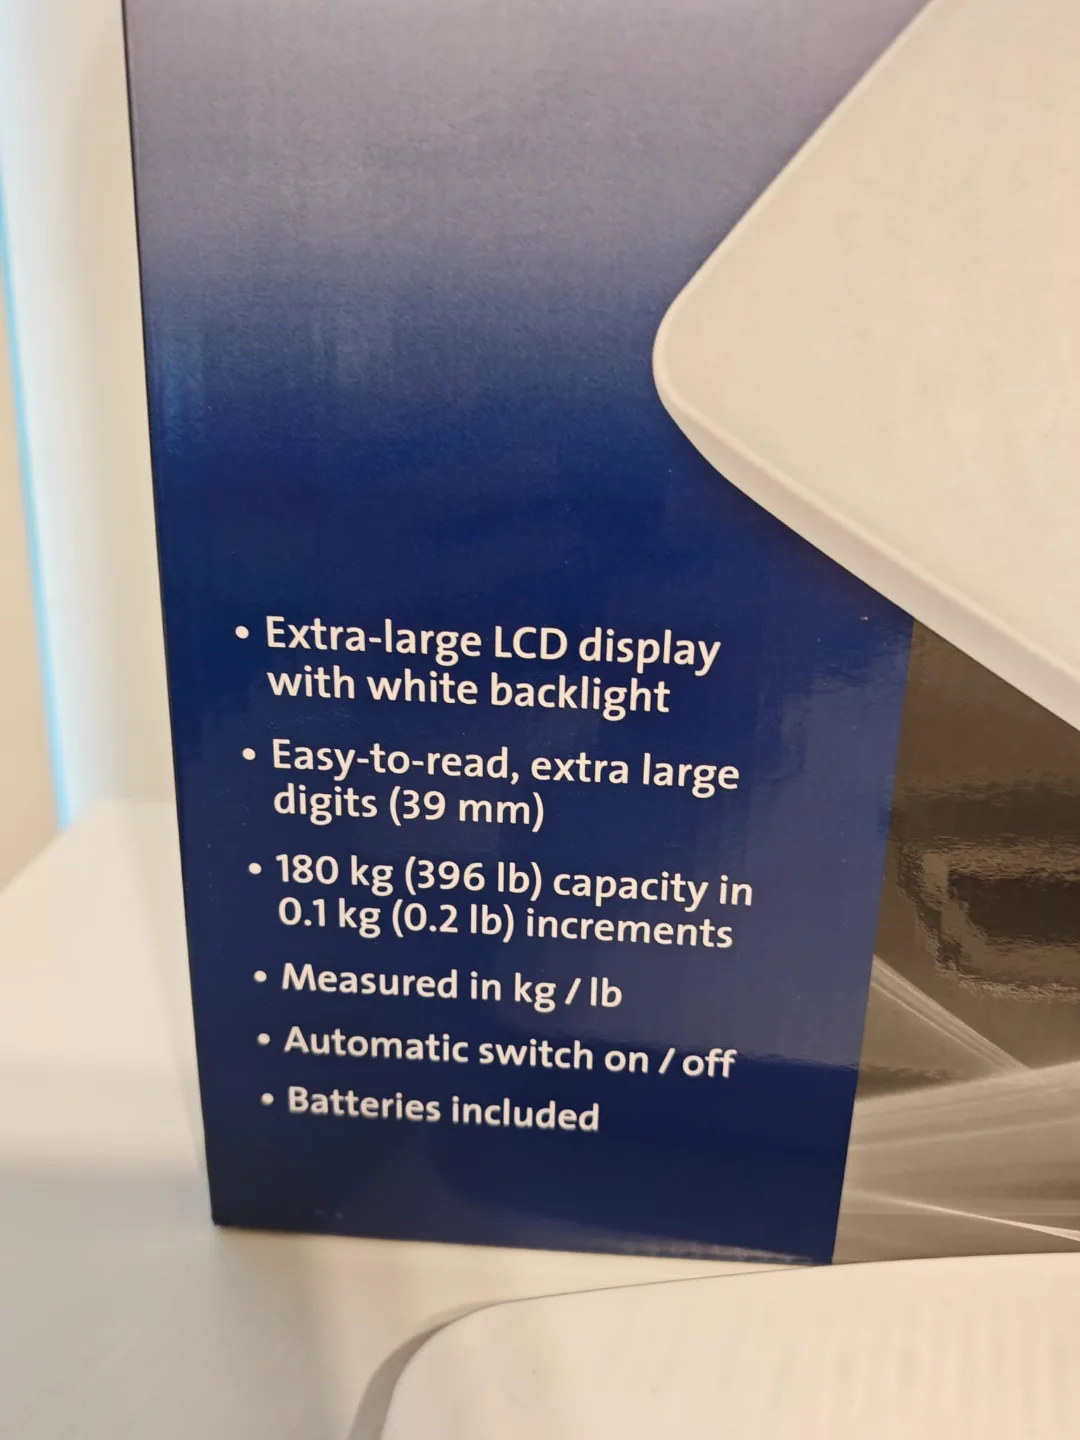 • Extra-large LCD display
with white backlight
• Easy-to-read, extra large
digits (39 mm)
• 180 kg (396 lb) capacity in
0.1 kg (0.2 lb) increments
• Measured in kg / lb
• Automatic switch on / off
• Batteries included